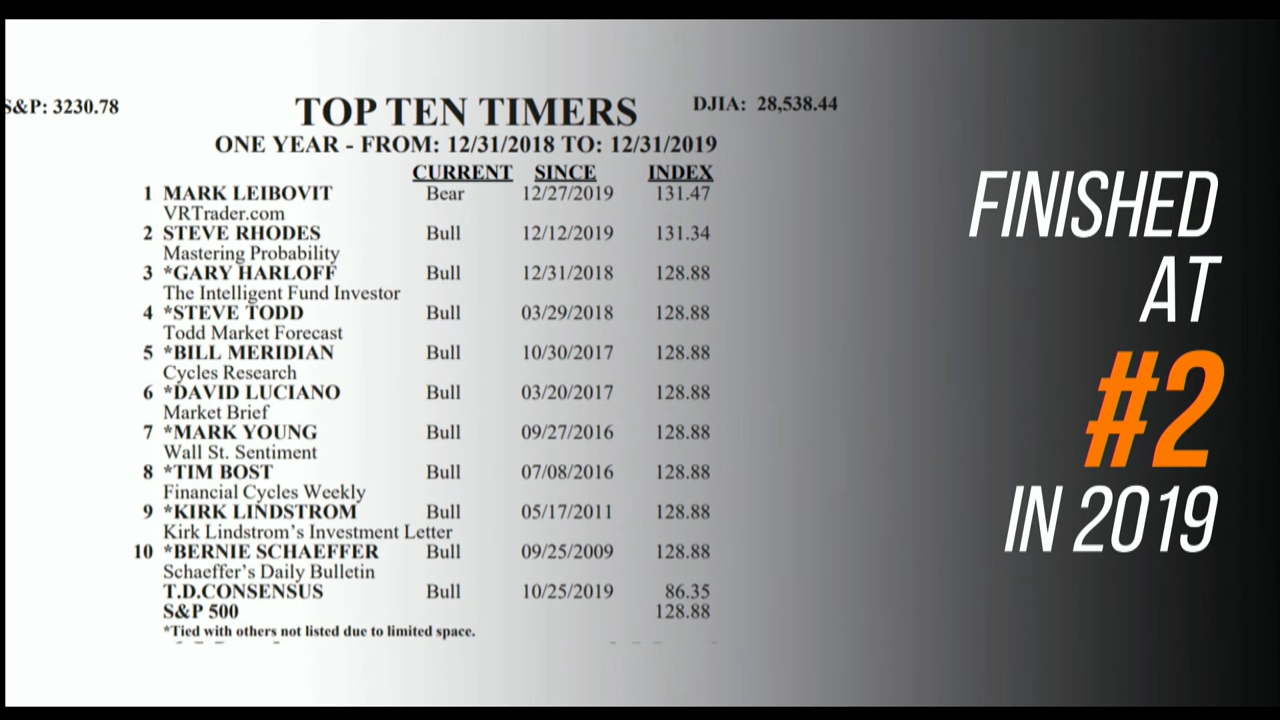 S&P: 3230.78
TOP TEN TIMERS
DJIA: 28,538.44
ONE YEAR - FROM: 12/31/2018 TO: 12/31/2019
CURRENT SINCE INDEX
1 MARK LEIBOVIT Bear 12/27/2019 131.47
VRTrader.com
2 STEVE RHODES Bull 12/12/2019 131.34
Mastering Probability
3 *GARY HARLOFF Bull 12/31/2018 128.88
The Intelligent Fund Investor
4 *STEVE TODD Bull 03/29/2018 128.88
Todd Market Forecast
5 *BILL MERIDIAN Bull 10/30/2017 128.88
Cycles Research
6 *DAVID LUCIANO Bull 03/20/2017 128.88
Market Brief
7 *MARK YOUNG Bull 09/27/2016 128.88
Wall St. Sentiment
8 *TIM BOST Bull 07/08/2016 128.88
Financial Cycles Weekly
9 *KIRK LINDSTROM Bull 05/17/2011 128.88
Kirk Lindstrom's Investment Letter
10 *BERNIE SCHAEFFER Bull 09/25/2009 128.88
Schaeffer's Daily Bulletin
T.D.CONSENSUS Bull 10/25/2019 86.35
S&P 500 128.88
*Tied with others not listed due to limited space.
FINISHED
AT
#2
IN 2019